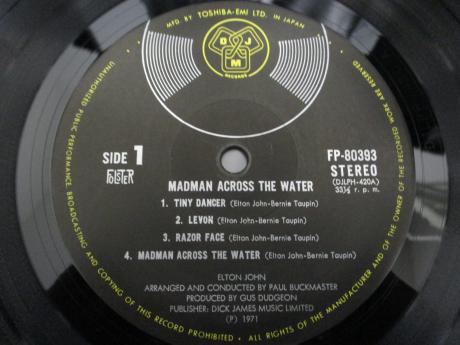 MFD BY TOSHIBA-EMI LTD. IN JAPAN
D J M
RECORDS
SIDE 1
FP-80393
POLSTER
STEREO
(DJLPH-420A)
33⅓ r. p. m.
MADMAN ACROSS THE WATER
1. TINY DANCER (Elton John-Bernie Taupin)
2. LEVON (Elton John-Bernie Taupin)
3. RAZOR FACE (Elton John-Bernie Taupin)
4. MADMAN ACROSS THE WATER (Elton John-Bernie Taupin)
ELTON JOHN
ARRANGED AND CONDUCTED BY PAUL BUCKMASTER
PRODUCED BY GUS DUDGEON
PUBLISHER: DICK JAMES MUSIC LIMITED
(P) 1971
UNAUTHORIZED PUBLIC PERFORMANCE, BROADCASTING AND COPYING OF THIS RECORD PROHIBITED • ALL RIGHTS OF THE MANUFACTURER AND OF THE OWNER OF THE RECORDED WORK ARE RESERVED